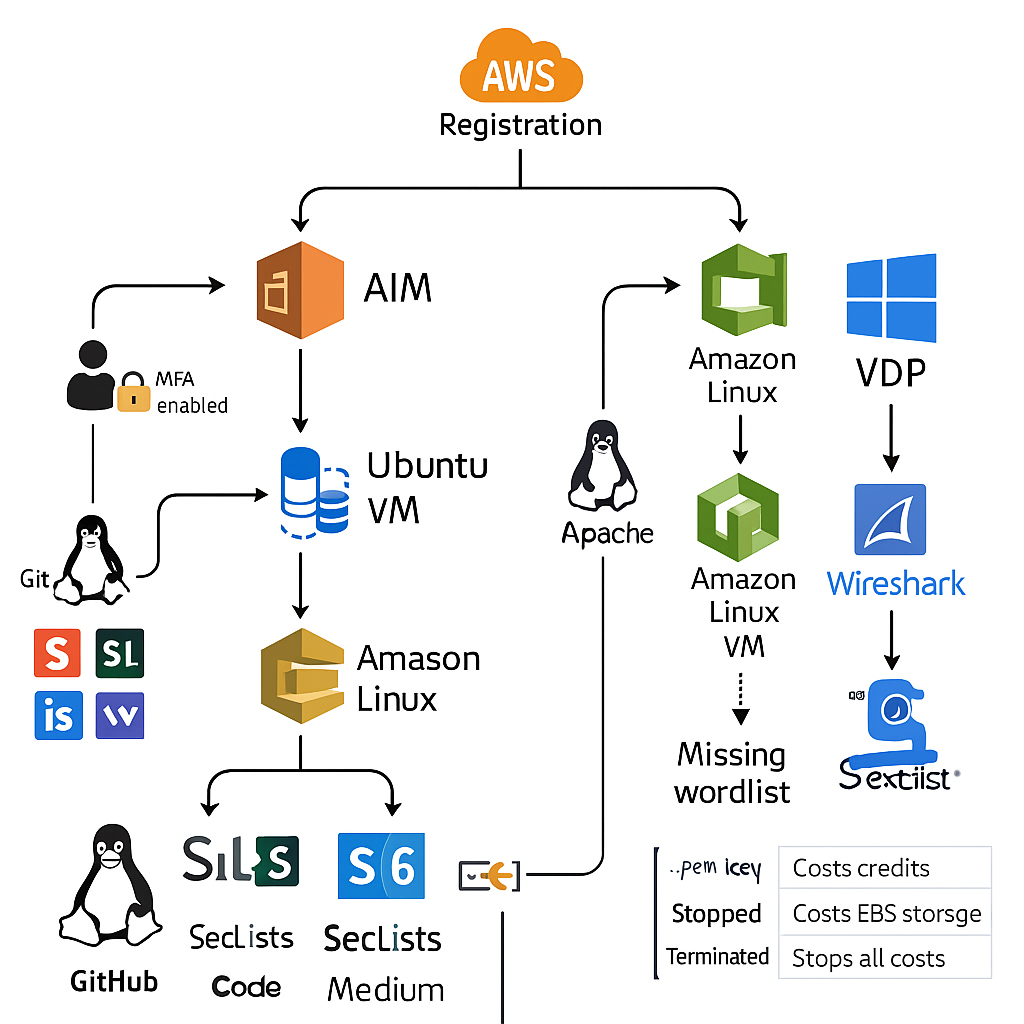 AWS
Registration
AIM
MFA
enabled
Amazon
Linux
VDP
Ubuntu
VM
Apache
Git
Amazon
Linux
VM
Wireshark
S
SL
is
Amason
Linux
Missing
wordlist
Sextiist
SiLS
S6
GitHub
SecLists
Code
SecLists
Medium
..pem icey
Costs credits
Stopped
Costs EBS storsge
Terminated
Stops all costs